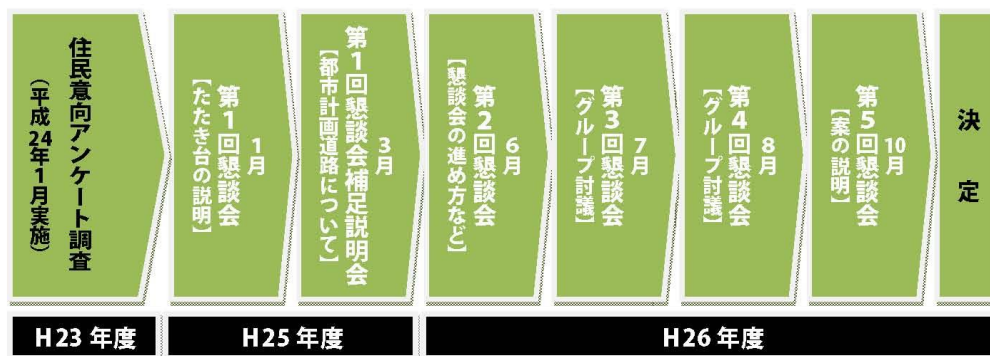 住民意向アンケート調査
（平成24年1月実施）
1月
第1回懇談会
【たたき台の説明】
3月
第1回懇談会補足説明会
【都市計画道路について】
6月
第2回懇談会
【懇談会の進め方など】
7月
第3回懇談会
【グループ討議】
8月
第4回懇談会
【グループ討議】
10月
第5回懇談会
【案の説明】
決定
H23年度
H25年度
H26年度